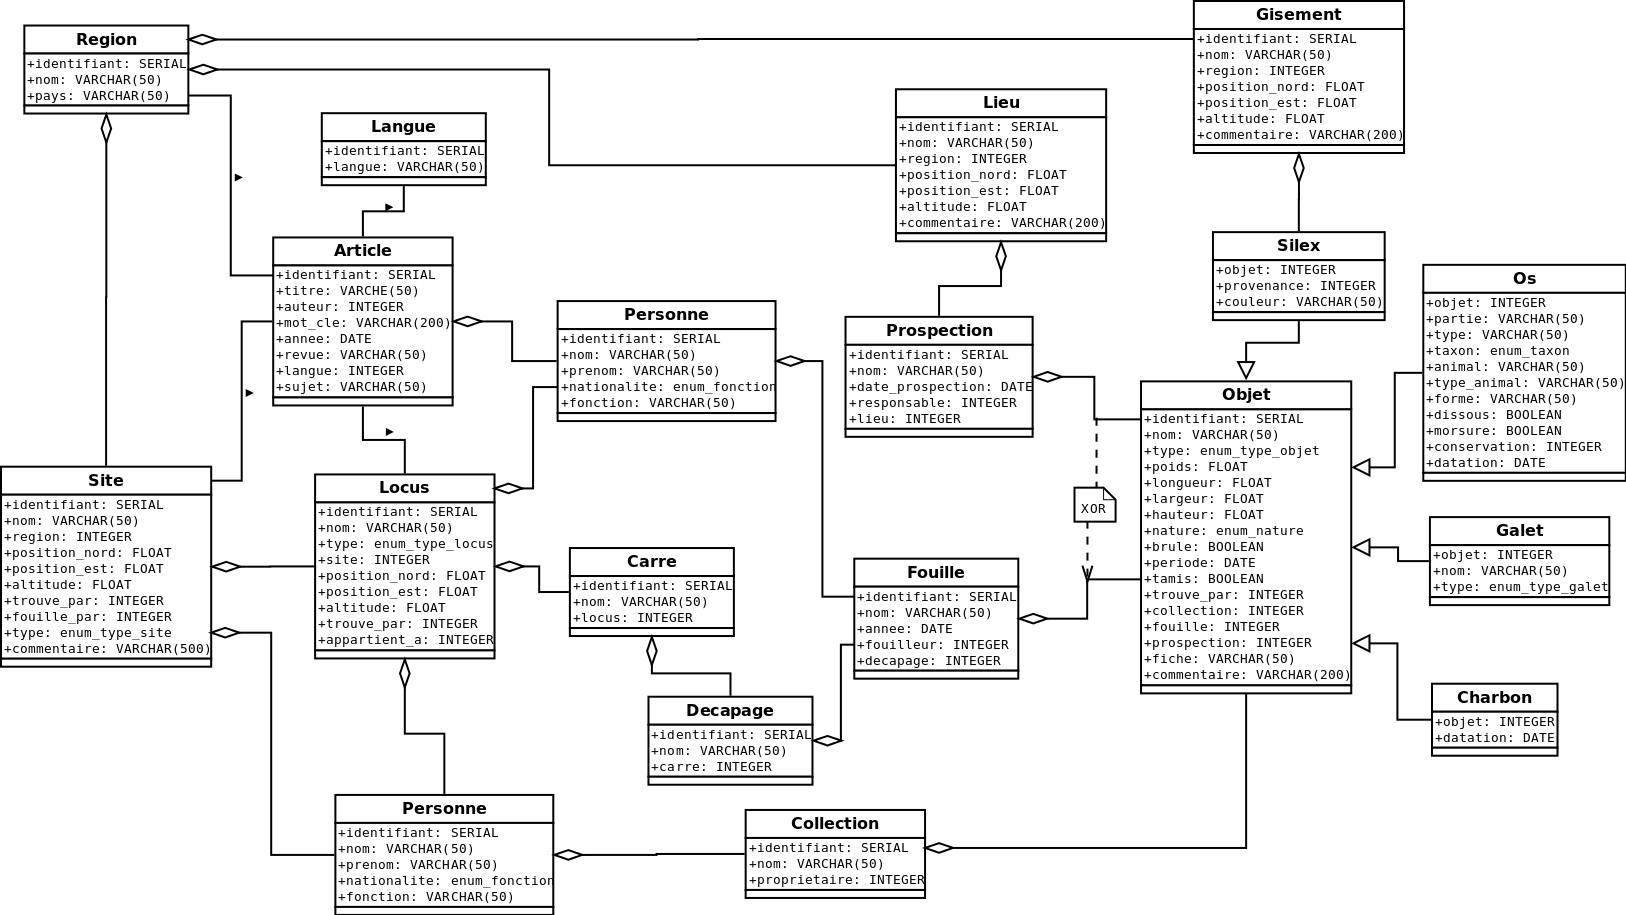 Region
+identifiant: SERIAL
+nom: VARCHAR(50)
+pays: VARCHAR(50)
Gisement
+identifiant: SERIAL
+nom: VARCHAR(50)
+region: INTEGER
+position_nord: FLOAT
+position_est: FLOAT
+altitude: FLOAT
+commentaire: VARCHAR(200)
Langue
+identifiant: SERIAL
+langue: VARCHAR(50)
Lieu
+identifiant: SERIAL
+nom: VARCHAR(50)
+region: INTEGER
+position_nord: FLOAT
+position_est: FLOAT
+altitude: FLOAT
+commentaire: VARCHAR(200)
Article
+identifiant: SERIAL
+titre: VARCHE(50)
+auteur: INTEGER
+mot_cle: VARCHAR(200)
+annee: DATE
+revue: VARCHAR(50)
+langue: INTEGER
+sujet: VARCHAR(50)
Personne
+identifiant: SERIAL
+nom: VARCHAR(50)
+prenom: VARCHAR(50)
+nationalite: enum_fonction
+fonction: VARCHAR(50)
Prospection
+identifiant: SERIAL
+nom: VARCHAR(50)
+date_prospection: DATE
+responsable: INTEGER
+lieu: INTEGER
Silex
+objet: INTEGER
+provenance: INTEGER
+couleur: VARCHAR(50)
Os
+objet: INTEGER
+partie: VARCHAR(50)
+type: VARCHAR(50)
+taxon: enum_taxon
+animal: VARCHAR(50)
+type_animal: VARCHAR(50)
+forme: VARCHAR(50)
+dissous: BOOLEAN
+morsure: BOOLEAN
+conservation: INTEGER
+datation: DATE
Objet
+identifiant: SERIAL
+nom: VARCHAR(50)
+type: enum_type_objet
+poids: FLOAT
+longueur: FLOAT
+largeur: FLOAT
+hauteur: FLOAT
+nature: enum_nature
+brule: BOOLEAN
+periode: DATE
+tamis: BOOLEAN
+trouve_par: INTEGER
+collection: INTEGER
+fouille: INTEGER
+prospection: INTEGER
+fiche: VARCHAR(50)
+commentaire: VARCHAR(200)
XOR
Site
+identifiant: SERIAL
+nom: VARCHAR(50)
+region: INTEGER
+position_nord: FLOAT
+position_est: FLOAT
+altitude: FLOAT
+trouve_par: INTEGER
+fouille_par: INTEGER
+type: enum_type_site
+commentaire: VARCHAR(500)
Locus
+identifiant: SERIAL
+nom: VARCHAR(50)
+type: enum_type_locus
+site: INTEGER
+position_nord: FLOAT
+position_est: FLOAT
+altitude: FLOAT
+trouve_par: INTEGER
+appartient_a: INTEGER
Carre
+identifiant: SERIAL
+nom: VARCHAR(50)
+locus: INTEGER
Fouille
+identifiant: SERIAL
+nom: VARCHAR(50)
+annee: DATE
+fouilleur: INTEGER
+decapage: INTEGER
Galet
+objet: INTEGER
+nom: VARCHAR(50)
+type: enum_type_galet
Decapage
+identifiant: SERIAL
+nom: VARCHAR(50)
+carre: INTEGER
Charbon
+objet: INTEGER
+datation: DATE
Personne
+identifiant: SERIAL
+nom: VARCHAR(50)
+prenom: VARCHAR(50)
+nationalite: enum_fonction
+fonction: VARCHAR(50)
Collection
+identifiant: SERIAL
+nom: VARCHAR(50)
+proprietaire: INTEGER